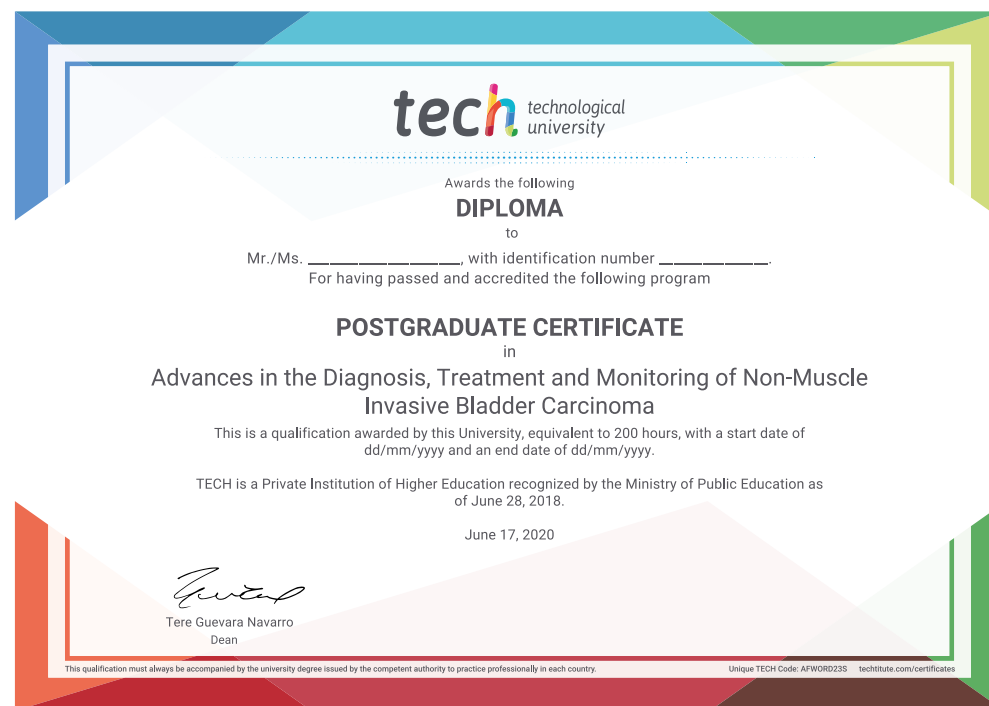 tech technological
university
Awards the following
DIPLOMA
to
Mr./Ms. ____________________, with identification number ______________.
For having passed and accredited the following program
POSTGRADUATE CERTIFICATE
in
Advances in the Diagnosis, Treatment and Monitoring of Non-Muscle
Invasive Bladder Carcinoma
This is a qualification awarded by this University, equivalent to 200 hours, with a start date of
dd/mm/yyyy and an end date of dd/mm/yyyy.
TECH is a Private Institution of Higher Education recognized by the Ministry of Public Education as
of June 28, 2018.
June 17, 2020
Tere Guevara Navarro
Dean
This qualification must always be accompanied by the university degree issued by the competent authority to practice professionally in each country. Unique TECH Code: AFWORD23S techtitute.com/certificates